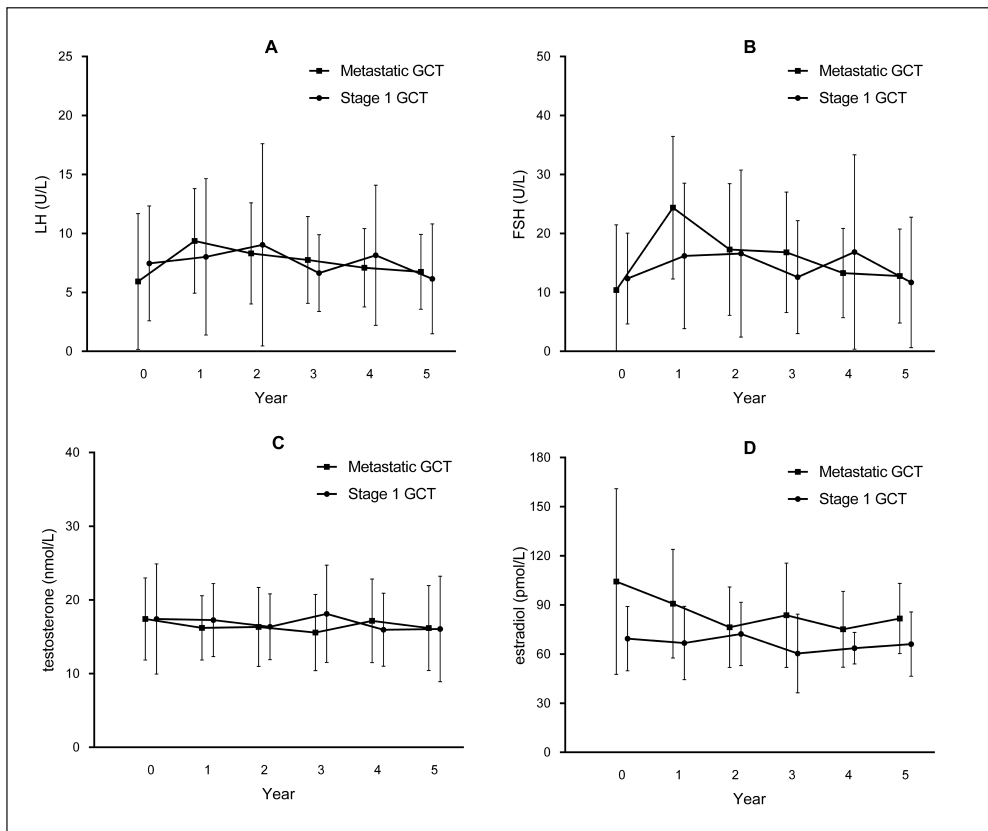 A
25
20
15
10
5
0
LH (U/L)
Metastatic GCT
Stage 1 GCT
0 1 2 3 4 5
Year
B
50
40
30
20
10
0
FSH (U/L)
Metastatic GCT
Stage 1 GCT
0 1 2 3 4 5
Year
C
40
30
20
10
0
testosterone (nmol/L)
Metastatic GCT
Stage 1 GCT
0 1 2 3 4 5
Year
D
180
150
120
90
60
30
0
estradiol (pmol/L)
Metastatic GCT
Stage 1 GCT
0 1 2 3 4 5
Year